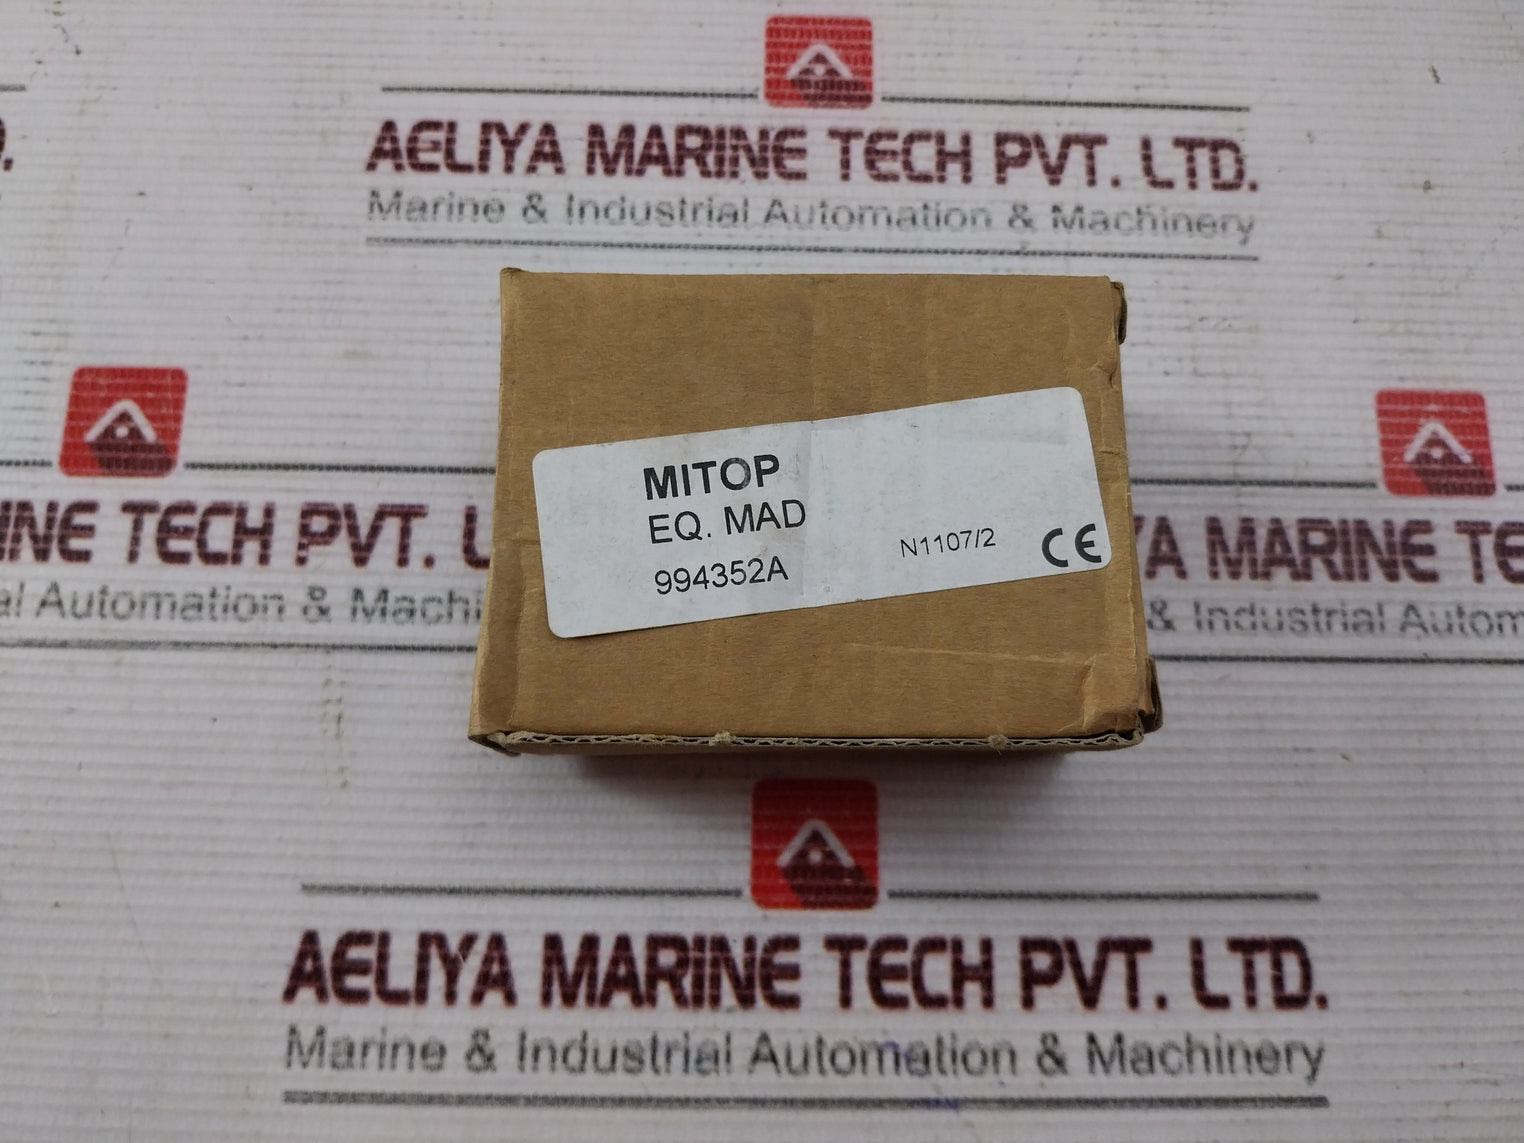 AELIYA MARINE TECH PVT. LTD.
Marine & Industrial Automation & Machinery
D.
MITOP
EQ. MAD
994352A
N1107/2
CE
INE TECH PVT. L
al Automation & Machi
YA MARINE TE
& Industrial Autom
AELIYA MARINE TECH PVT. LTD.
Marine & Industrial Automation & Machinery